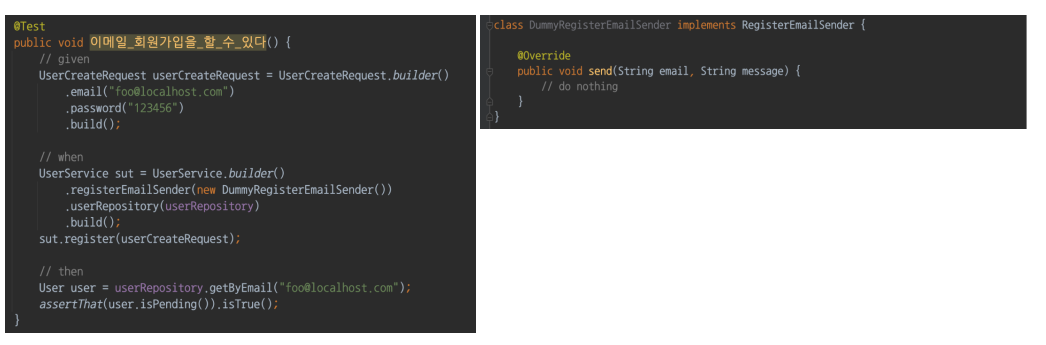 @Test
public void 이메일_회원가입을_할_수_있다() {
    // given
    UserCreateRequest userCreateRequest = UserCreateRequest.builder()
        .email("foo@localhost.com")
        .password("123456")
        .build();

    // when
    UserService sut = UserService.builder()
        .registerEmailSender(new DummyRegisterEmailSender())
        .userRepository(userRepository)
        .build();
    sut.register(userCreateRequest);

    // then
    User user = userRepository.getByEmail("foo@localhost.com");
    assertThat(user.isPending()).isTrue();
}
class DummyRegisterEmailSender implements RegisterEmailSender {

    @Override
    public void send(String email, String message) {
        // do nothing
    }
}